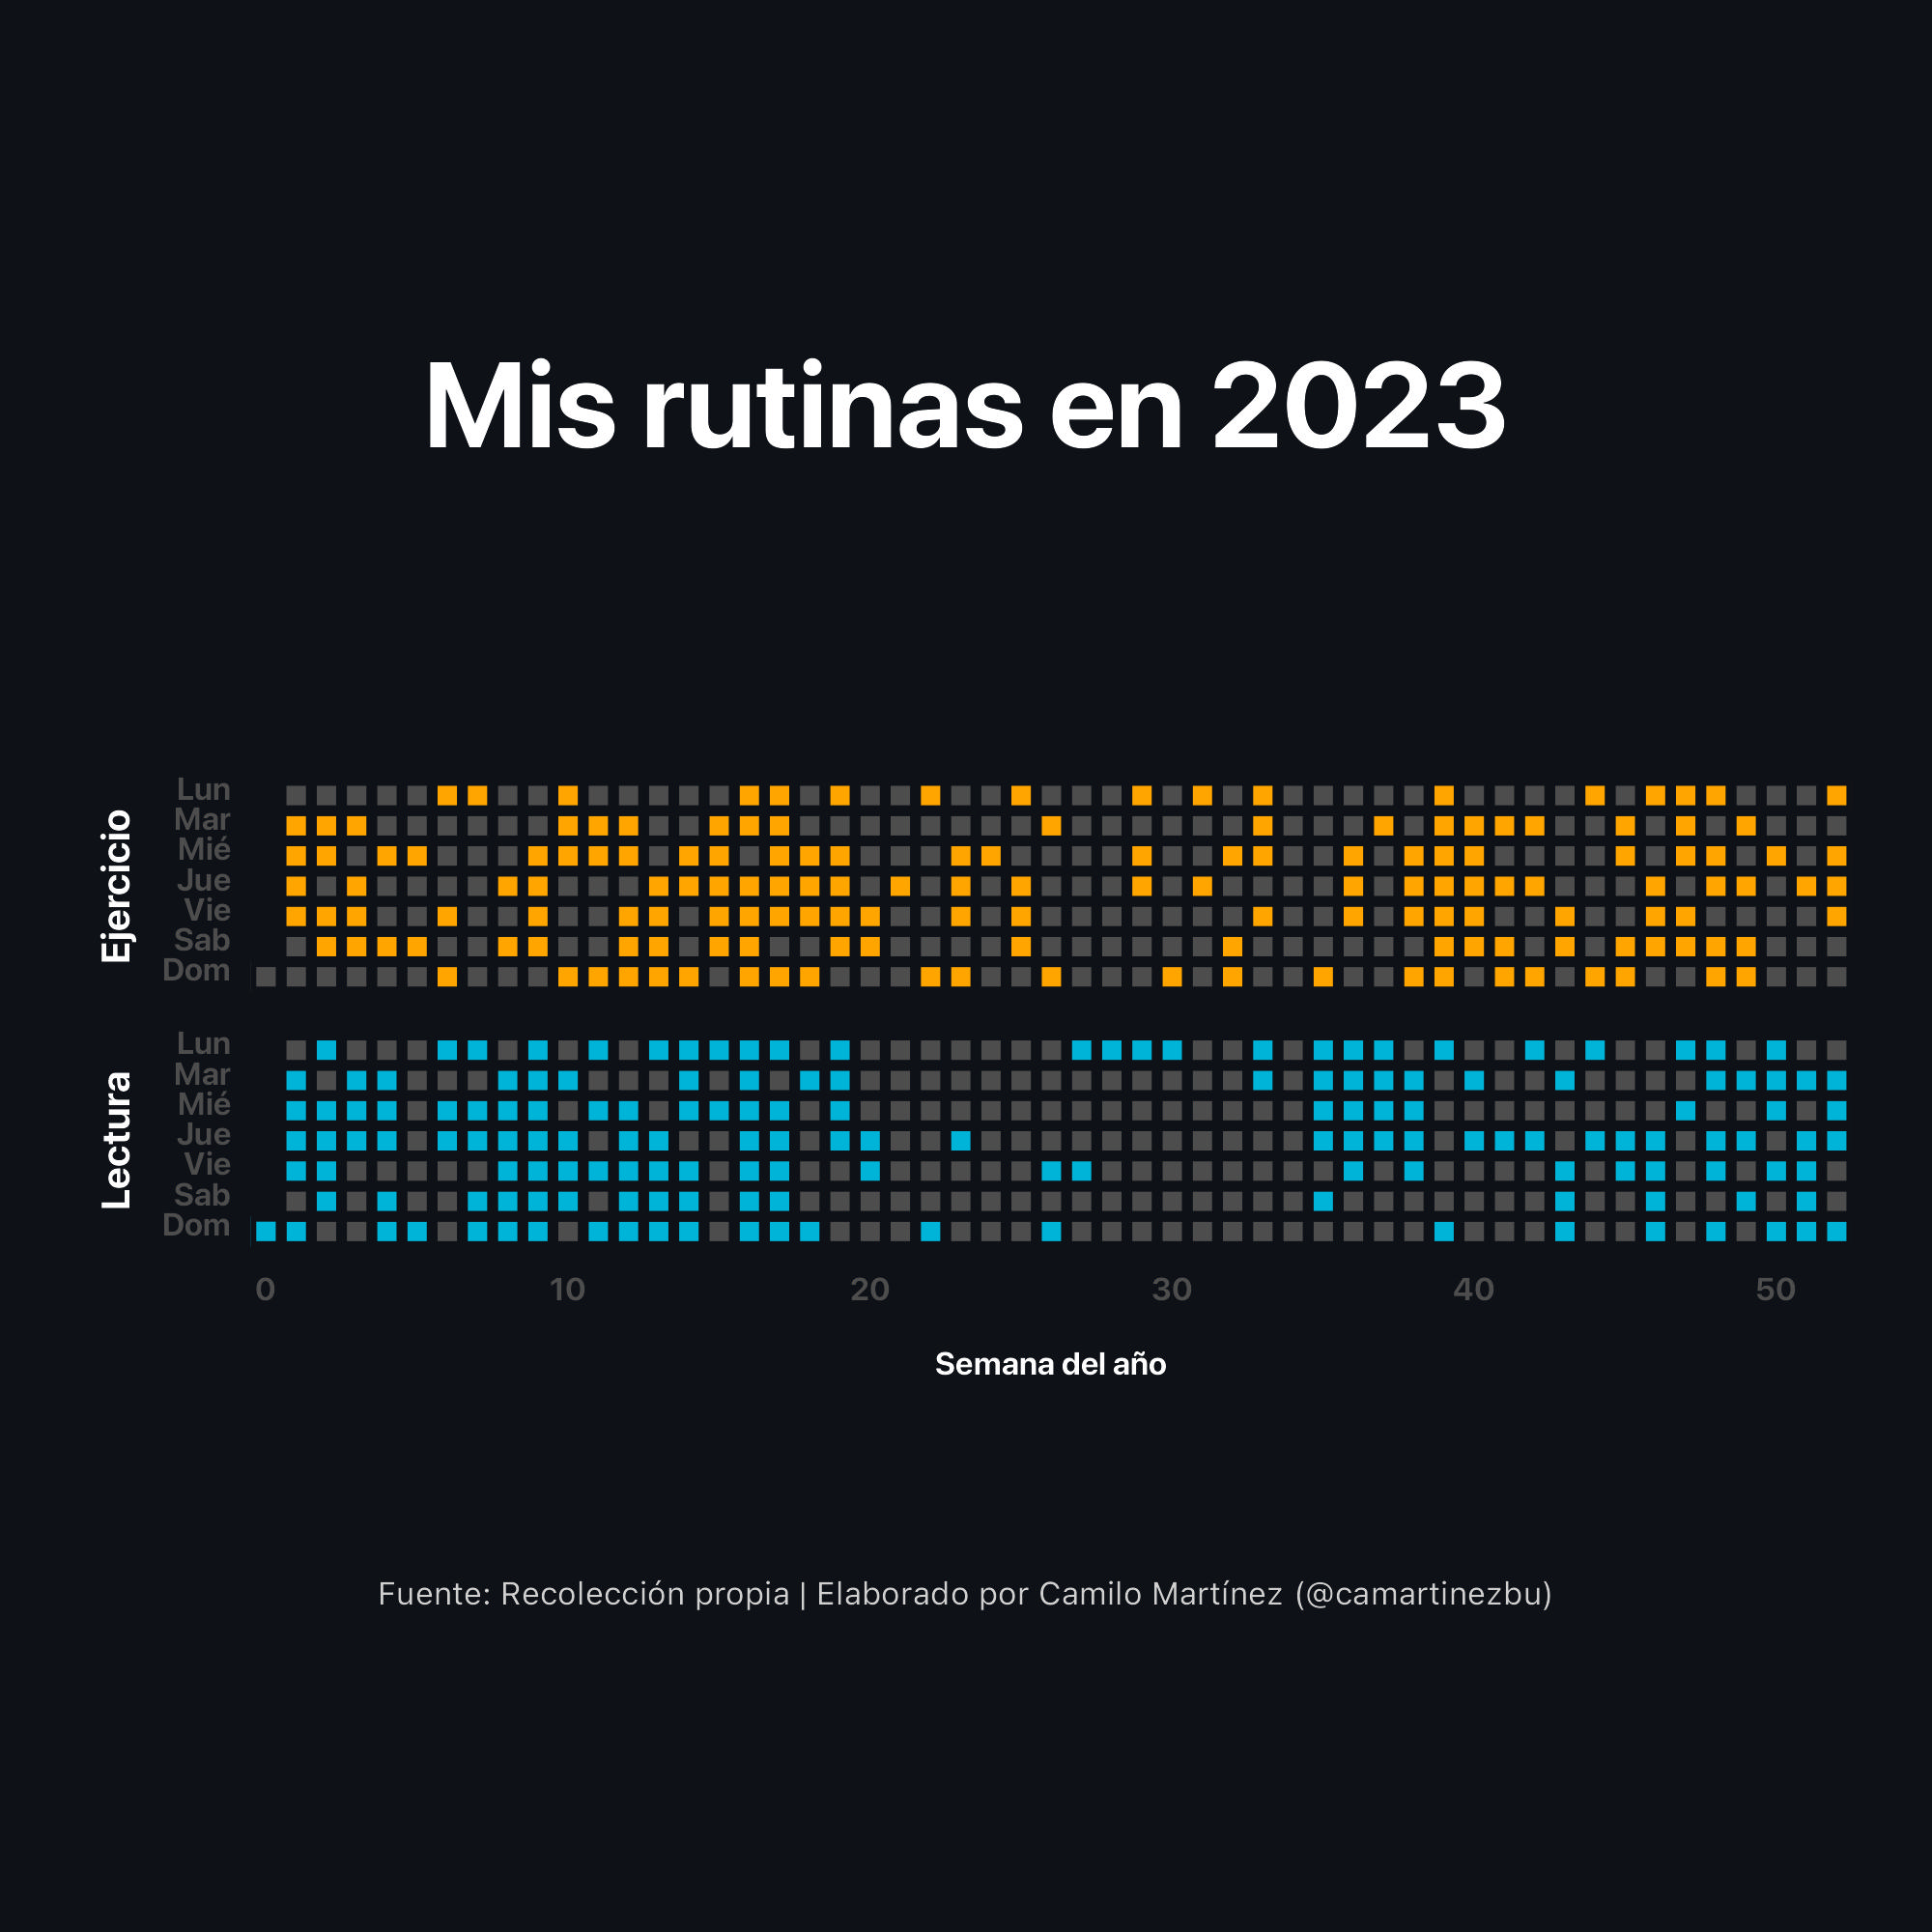 Mis rutinas en 2023
Ejercicio
Lun
Mar
Mié
Jue
Vie
Sab
Dom
Lectura
Lun
Mar
Mié
Jue
Vie
Sab
Dom
0 10 20 30 40 50
Semana del año
Fuente: Recolección propia | Elaborado por Camilo Martínez (@camartinezbu)